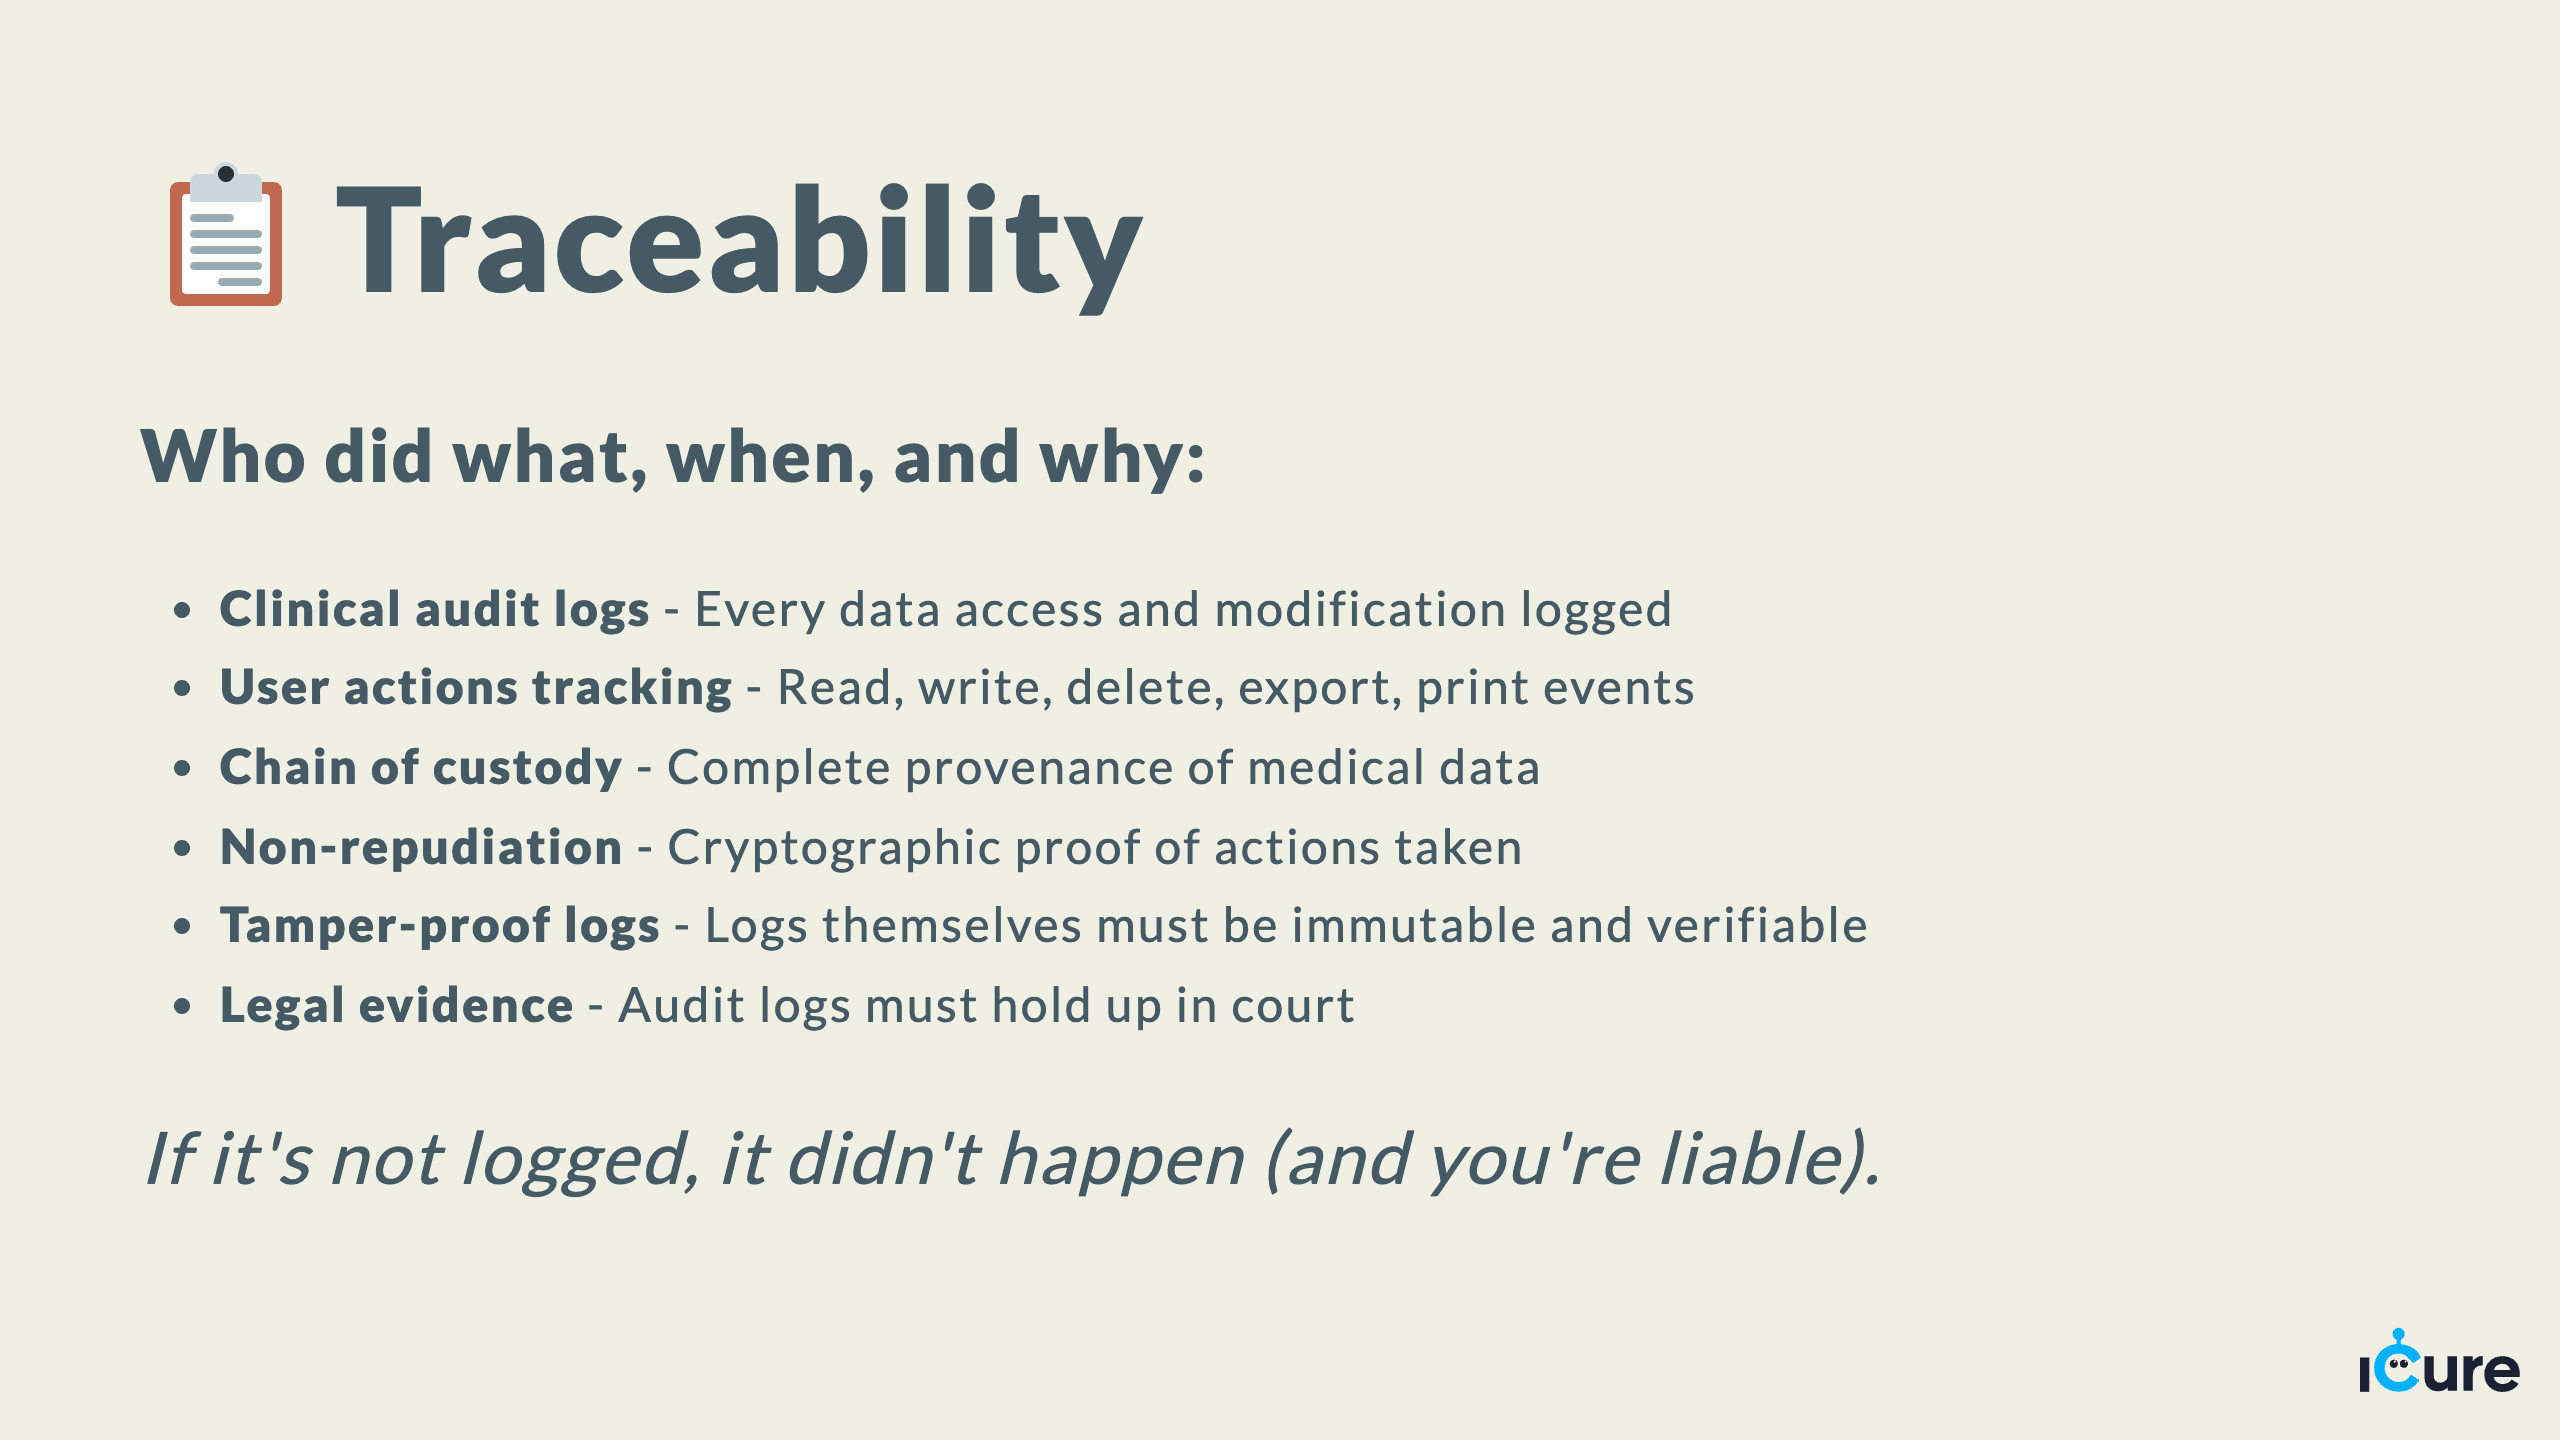 Traceability
Who did what, when, and why:
• Clinical audit logs - Every data access and modification logged
• User actions tracking - Read, write, delete, export, print events
• Chain of custody - Complete provenance of medical data
• Non-repudiation - Cryptographic proof of actions taken
• Tamper-proof logs - Logs themselves must be immutable and verifiable
• Legal evidence - Audit logs must hold up in court
If it's not logged, it didn't happen (and you're liable).
iCure